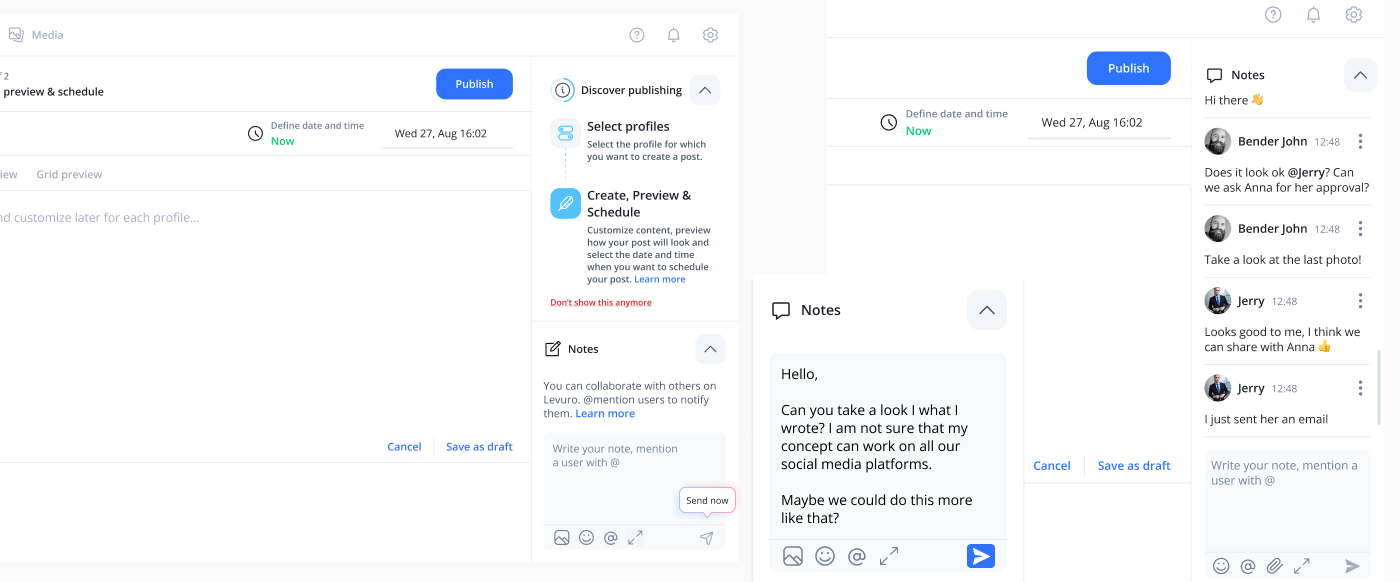 Media
f 2
preview & schedule
Publish
Define date and time
Now
Wed 27, Aug 16:02
iew
Grid preview
nd customize later for each profile...
Cancel
Save as draft
Discover publishing
Select profiles
Select the profile for which
you want to create a post.
Create, Preview &
Schedule
Customize content, preview
how your post will look and
select the date and time
when you want to schedule
your post. Learn more
Don't show this anymore
Notes
You can collaborate with others on
Levuro. @mention users to notify
them. Learn more
Write your note, mention
a user with @
Send now
Notes
Hello,
Can you take a look I what I
wrote? I am not sure that my
concept can work on all our
social media platforms.
Maybe we could do this more
like that?
Publish
Define date and time
Now
Wed 27, Aug 16:02
Cancel
Save as draft
Notes
Hi there 👋
Bender John 12:48
Does it look ok @Jerry? Can
we ask Anna for her approval?
Bender John 12:48
Take a look at the last photo!
Jerry 12:48
Looks good to me, I think we
can share with Anna 👍
Jerry 12:48
I just sent her an email
Write your note, mention a
user with @